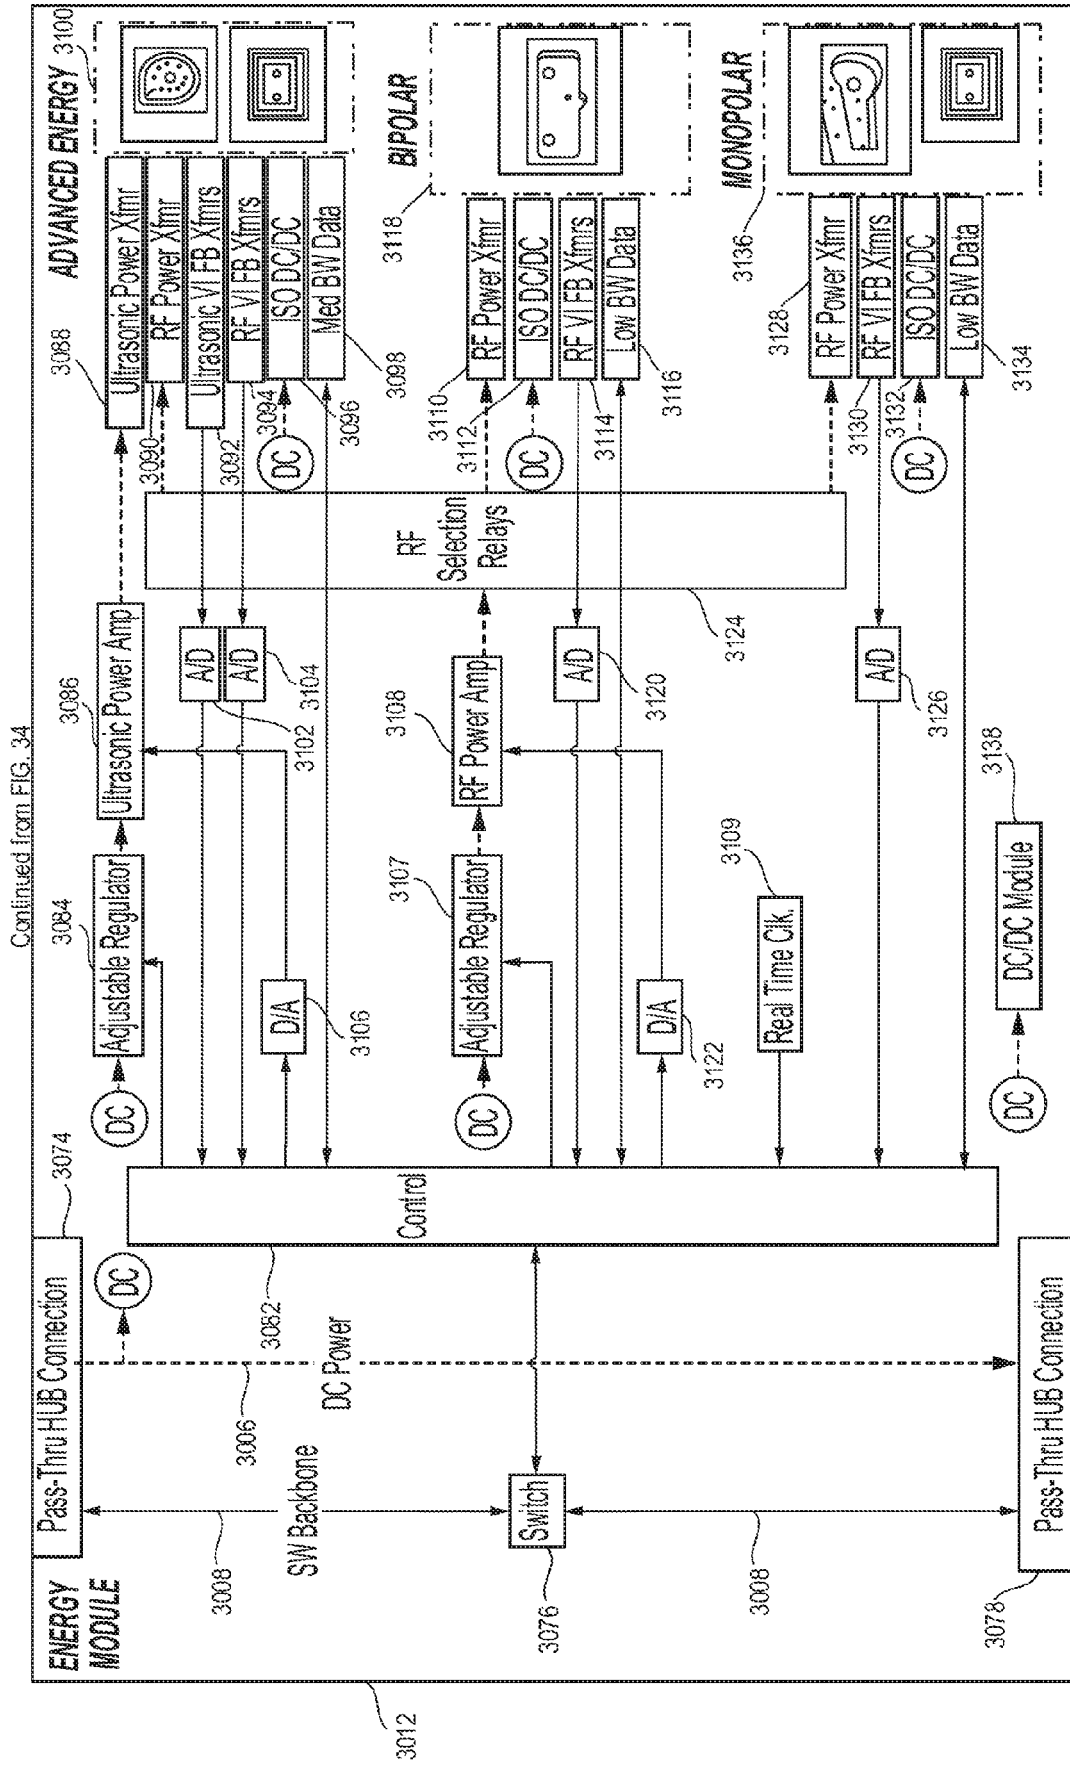 Continued from FIG. 34
ENERGY
MODULE
3012
Pass-Thru HUB Connection
3074
3008
SW Backbone
3006
DC Power
DC
Switch
3076
3008
Pass-Thru HUB Connection
3078
Control
3082
DC
Adjustable Regulator
3084
Ultrasonic Power Amp
3086
D/A
3106
A/D
3102
A/D
3104
DC
Adjustable Regulator
3107
RF Power Amp
3108
D/A
3122
A/D
3120
Real Time Clk.
3109
A/D
3126
DC
DC/DC Module
3138
RF
Selection
Relays
3124
ADVANCED ENERGY
3100
3088
Ultrasonic Power Xfmr
3090
RF Power Xfmr
3092
Ultrasonic VI FB Xfmrs
3094
RF VI FB Xfmrs
DC
3096
ISO DC/DC
3098
Med BW Data
BIPOLAR
3118
3110
RF Power Xfmr
3112
ISO DC/DC
DC
3114
RF VI FB Xfmrs
3116
Low BW Data
MONOPOLAR
3136
3128
RF Power Xfmr
3130
RF VI FB Xfmrs
3132
ISO DC/DC
DC
3134
Low BW Data